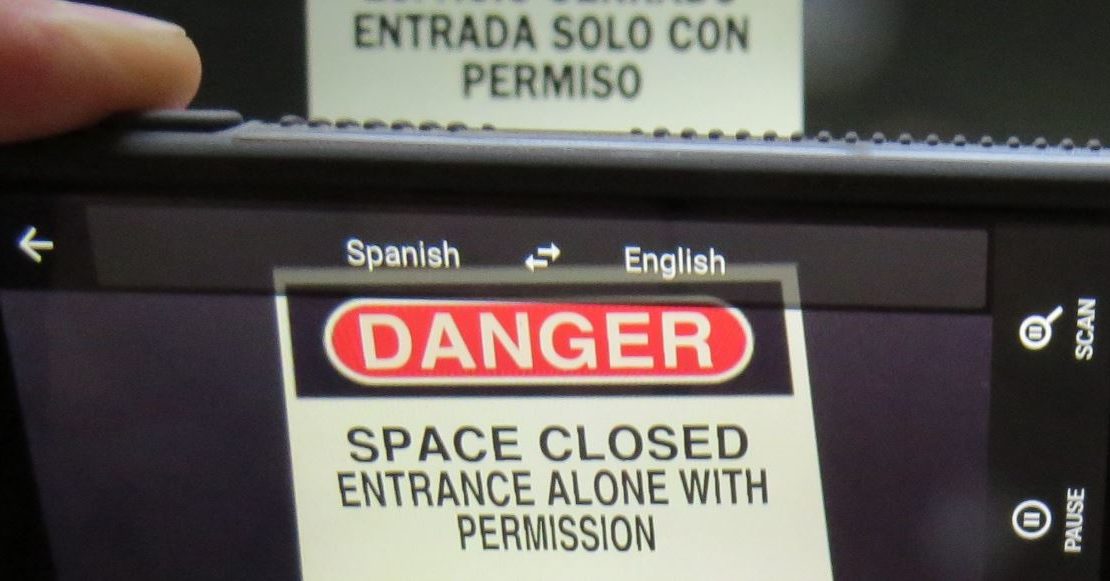 ENTRADA SOLO CON
PERMISO
Spanish English
DANGER
SPACE CLOSED
ENTRANCE ALONE WITH
PERMISSION
SCAN
PAUSE